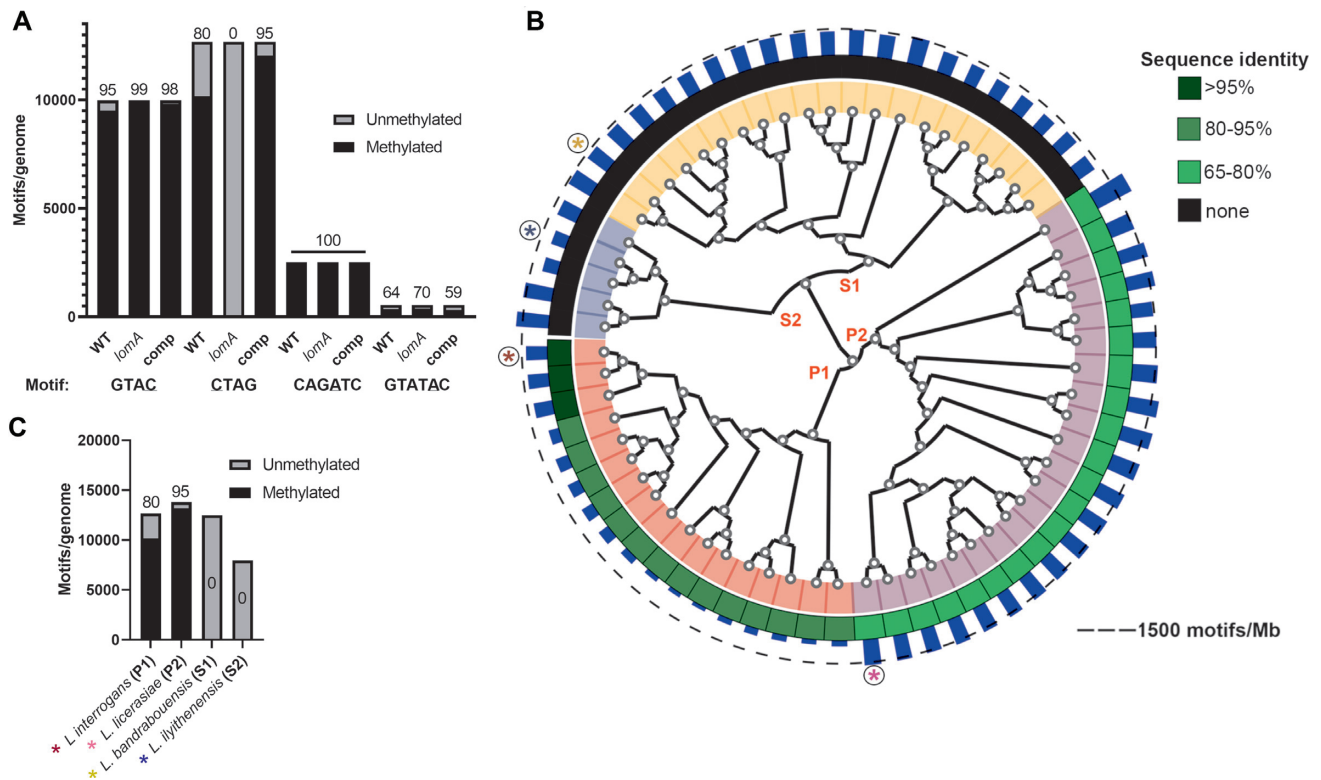 A
Motifs/genome
10000
5000
0
95 99 98 80 0 95 100 64 70 59
Unmethylated
Methylated
WT lomA comp WT lomA comp WT lomA comp WT lomA comp
Motif: GTAC CTAG CAGATC GTATAC
B
Sequence identity
>95%
80-95%
65-80%
none
*
*
*
*
S1
S2
P2
P1
1500 motifs/Mb
C
Motifs/genome
20000
15000
10000
5000
0
80 95 0 0
Unmethylated
Methylated
* L interrogans (P1)
* L. licerasiae (P2)
* L. bandrabouensis (S1)
* L. ilyithenensis (S2)